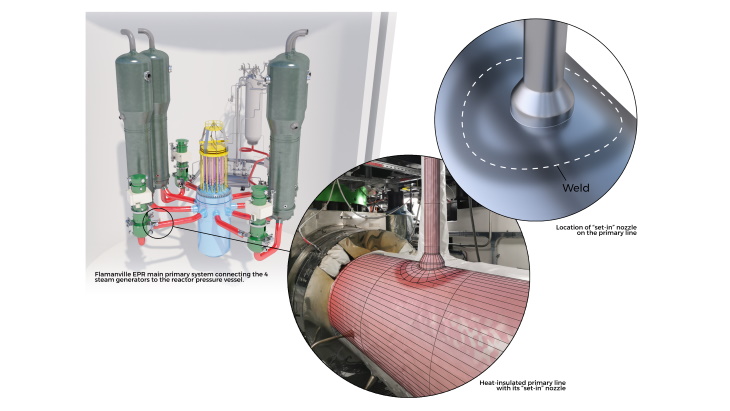 Weld
Location of "set-in" nozzle
on the primary line
Flamanville EPR main primary system connecting the 4
steam generators to the reactor pressure vessel.
Heat-insulated primary line
with its "set-in" nozzle